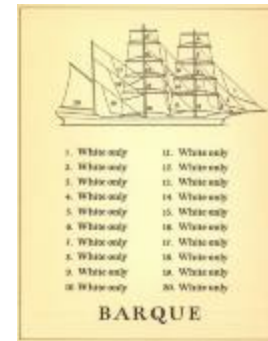 1. White only
2. White only
3. White only
4. White only
5. White only
6. White only
7. White only
8. White only
9. White only
10. White only
11. White only
12. White only
13. White only
14. White only
15. White only
16. White only
17. White only
18. White only
19. White only
20. White only
BARQUE